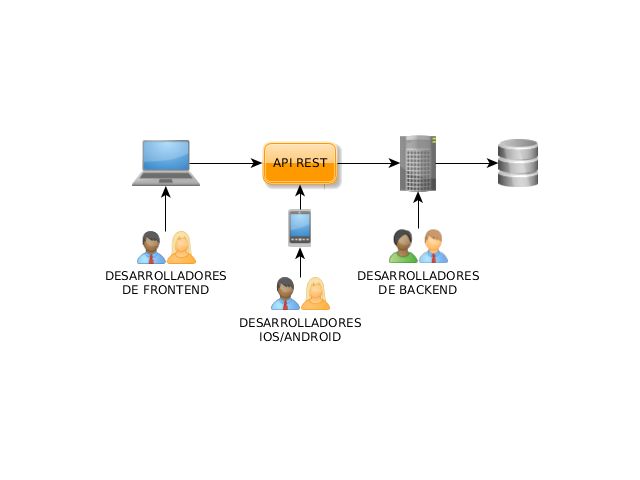 API REST
DESARROLLADORES
DE FRONTEND
DESARROLLADORES
DE BACKEND
DESARROLLADORES
IOS/ANDROID